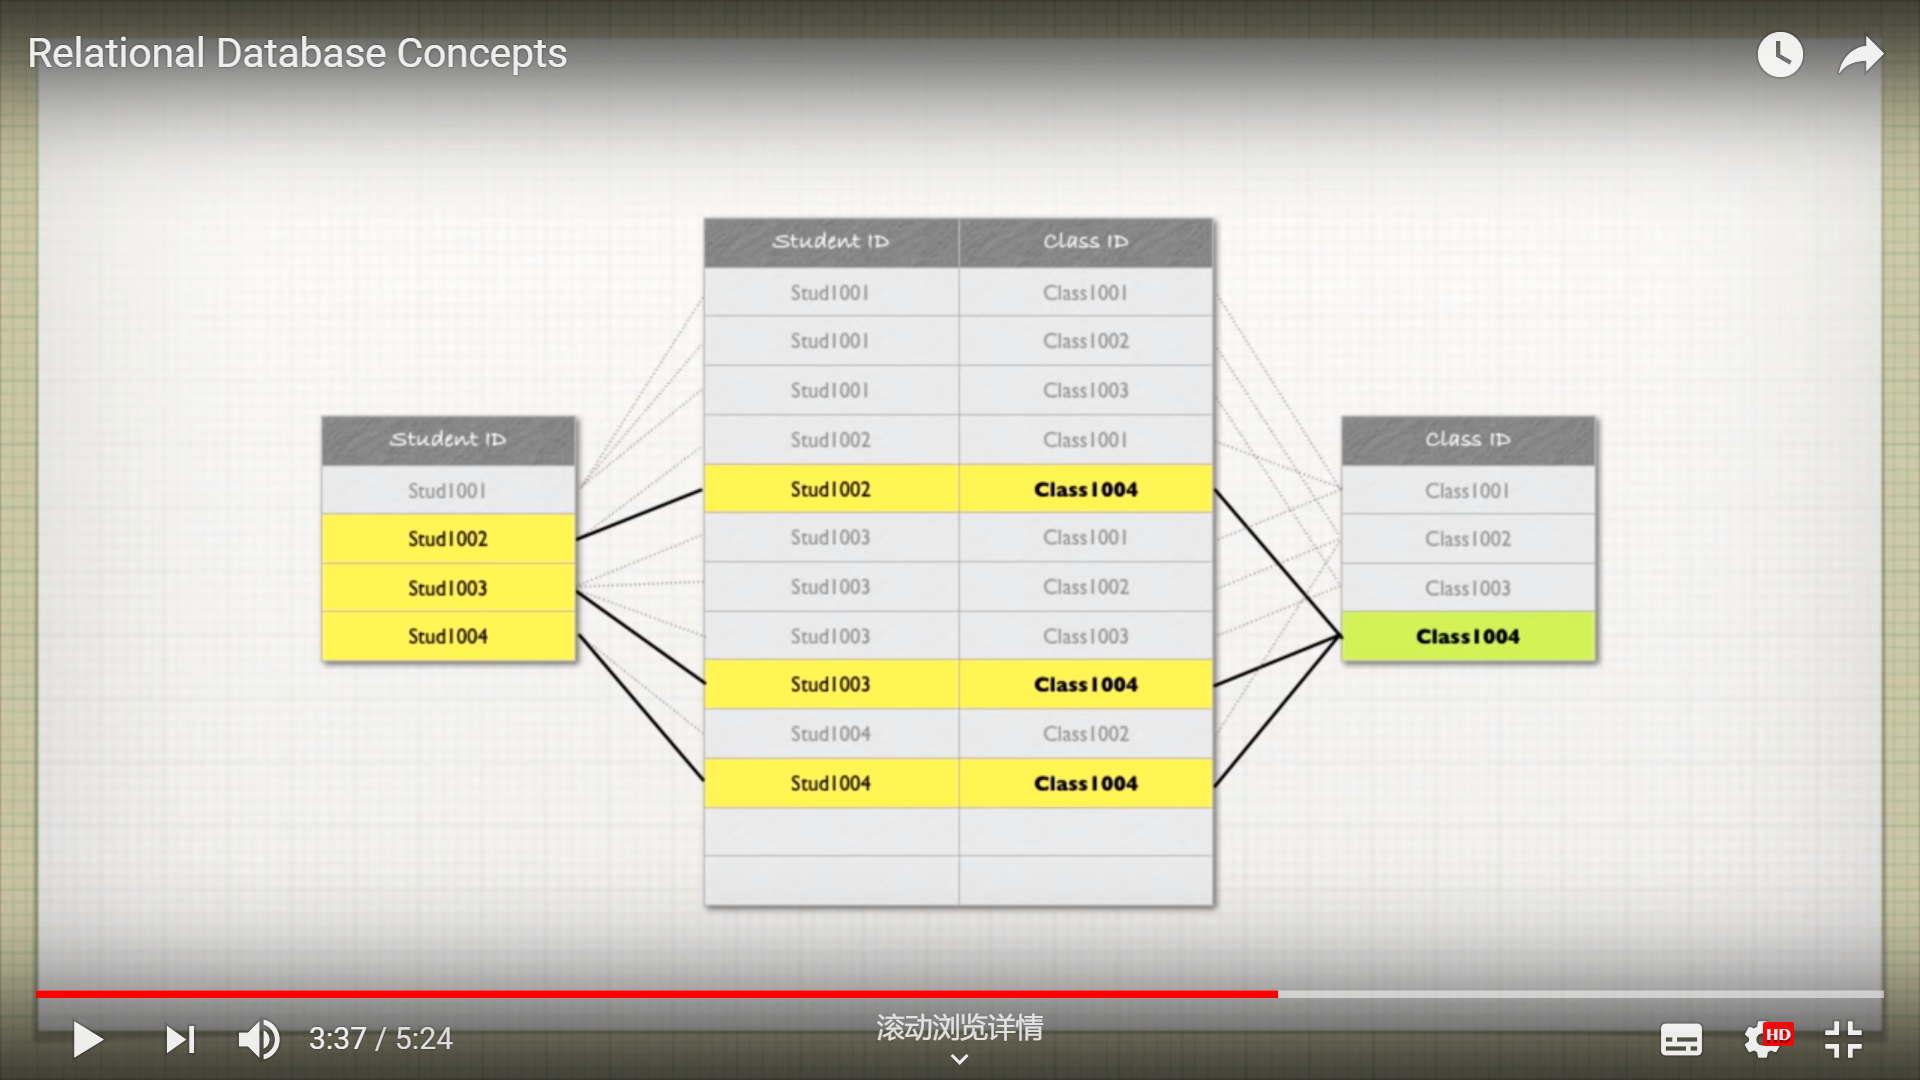 Relational Database Concepts
Student ID Class ID
Stud1001 Class1001
Stud1001 Class1002
Stud1001 Class1003
Stud1002 Class1001
Stud1002 Class1004
Stud1003 Class1001
Stud1003 Class1002
Stud1003 Class1003
Stud1003 Class1004
Stud1004 Class1002
Stud1004 Class1004
Student ID
Stud1001
Stud1002
Stud1003
Stud1004
Class ID
Class1001
Class1002
Class1003
Class1004
3:37 / 5:24
滚动浏览详情
HD